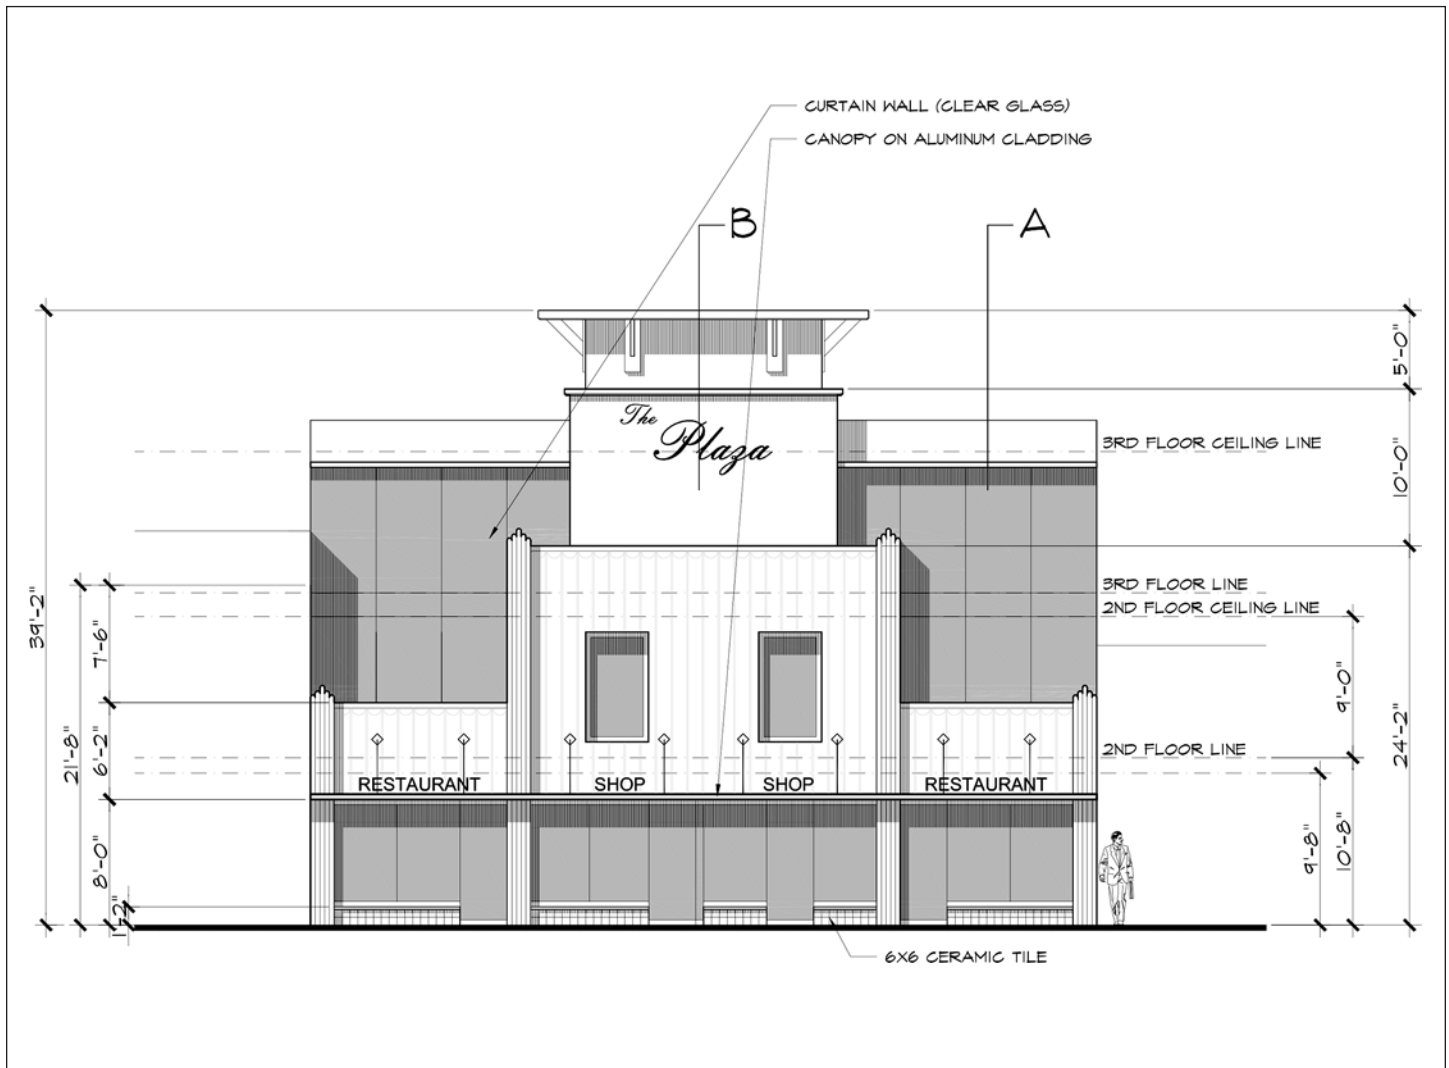 CURTAIN WALL (CLEAR GLASS)
CANOPY ON ALUMINUM CLADDING
B
A
The
Plaza
3RD FLOOR CEILING LINE
3RD FLOOR LINE
2ND FLOOR CEILING LINE
2ND FLOOR LINE
RESTAURANT
SHOP
SHOP
RESTAURANT
6X6 CERAMIC TILE
39'-2"
21'-8"
7'-6"
6'-2"
8'-0"
1'-2"
5'-0"
10'-0"
24'-2"
9'-0"
10'-8"
9'-8"